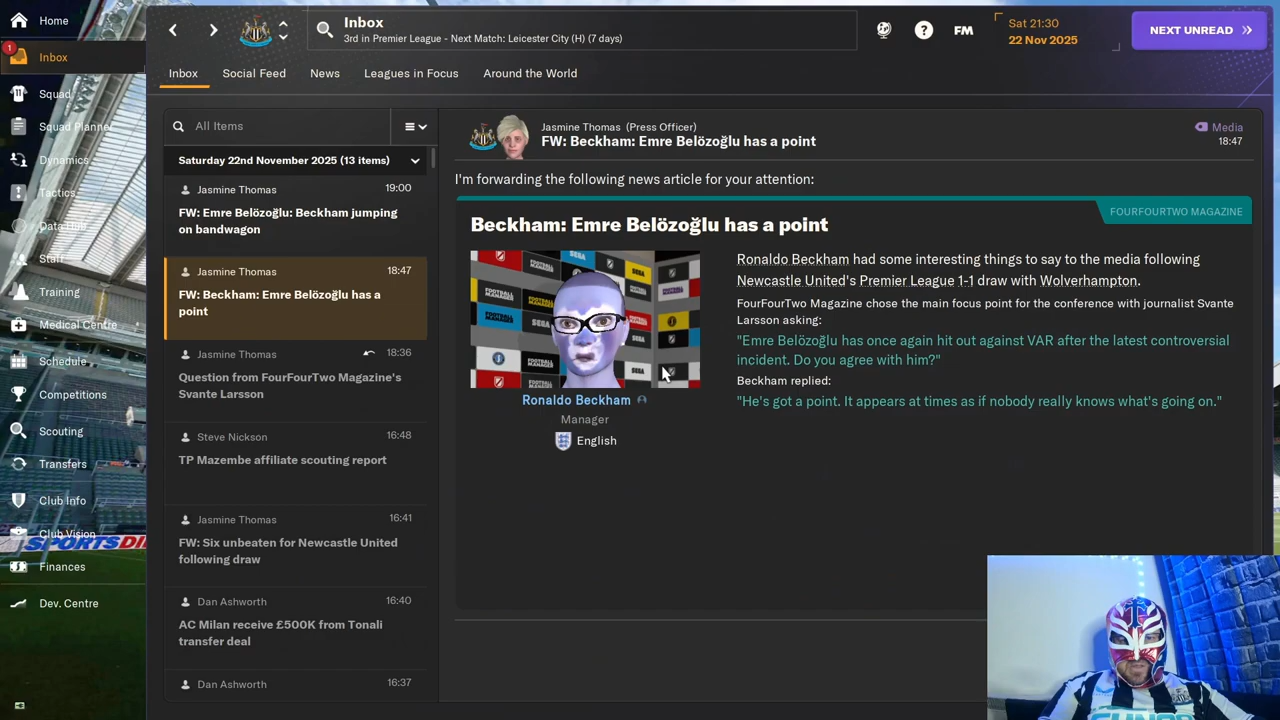 Home
1
Inbox
Squad
Squad Planner
Dynamics
Tactics
Data Hub
Staff
Training
Medical Centre
Schedule
Competitions
Scouting
Transfers
Club Info
Club Vision
SPORTS DI
Finances
Dev. Centre
Inbox
3rd in Premier League - Next Match: Leicester City (H) (7 days)
?
FM
Sat 21:30
22 Nov 2025
NEXT UNREAD
Inbox
Social Feed
News
Leagues in Focus
Around the World
All Items
Saturday 22nd November 2025 (13 items)
Jasmine Thomas
19:00
FW: Emre Belözoğlu: Beckham jumping
on bandwagon
Jasmine Thomas
18:47
FW: Beckham: Emre Belözoğlu has a
point
Jasmine Thomas
18:36
Question from FourFourTwo Magazine's
Svante Larsson
Steve Nickson
16:48
TP Mazembe affiliate scouting report
Jasmine Thomas
16:41
FW: Six unbeaten for Newcastle United
following draw
Dan Ashworth
16:40
AC Milan receive £500K from Tonali
transfer deal
Dan Ashworth
16:37
Jasmine Thomas (Press Officer)
FW: Beckham: Emre Belözoğlu has a point
Media
18:47
I'm forwarding the following news article for your attention:
FOURFOURTWO MAGAZINE
Beckham: Emre Belözoğlu has a point
Ronaldo Beckham
Manager
English
Ronaldo Beckham had some interesting things to say to the media following
Newcastle United's Premier League 1-1 draw with Wolverhampton.
FourFourTwo Magazine chose the main focus point for the conference with journalist Svante
Larsson asking:
"Emre Belözoğlu has once again hit out against VAR after the latest controversial
incident. Do you agree with him?"
Beckham replied:
"He's got a point. It appears at times as if nobody really knows what's going on."